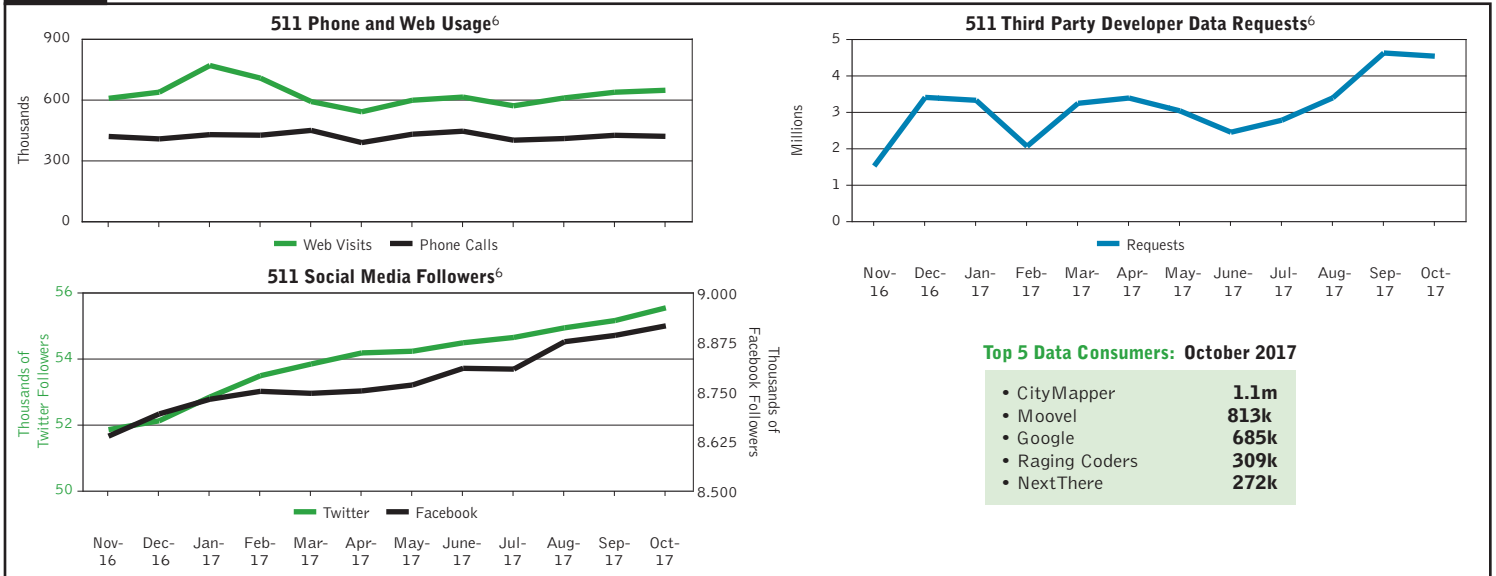 511 Phone and Web Usage6
900
600
300
0
Thousands
Web Visits Phone Calls
511 Social Media Followers6
56
54
52
50
Thousands of
Twitter Followers
9.000
8.875
8.750
8.625
8.500
Thousands of
Facebook Followers
Twitter Facebook
Nov- Dec- Jan- Feb- Mar- Apr- May- June- Jul- Aug- Sep- Oct-
16 16 17 17 17 17 17 17 17 17 17 17
511 Third Party Developer Data Requests6
5
4
3
2
1
0
Millions
Requests
Nov- Dec- Jan- Feb- Mar- Apr- May- June- Jul- Aug- Sep- Oct-
16 16 17 17 17 17 17 17 17 17 17 17
Top 5 Data Consumers: October 2017
• CityMapper 1.1m
• Moovel 813k
• Google 685k
• Raging Coders 309k
• NextThere 272k